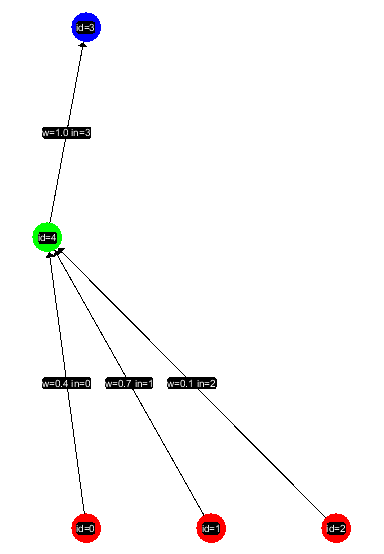 id=3
w=1.0 in=3
id=4
w=0.4 in=0
w=0.7 in=1
w=0.1 in=2
id=0
id=1
id=2